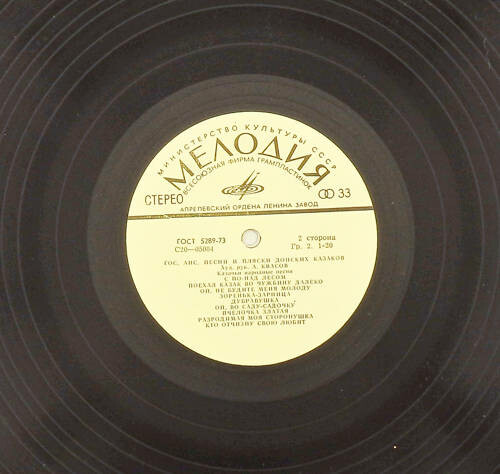 МИНИСТЕРСТВО КУЛЬТУРЫ СССР
МЕЛОДИЯ
ВСЕСОЮЗНАЯ ФИРМА ГРАМПЛАСТИНОК
СТЕРЕО
33
АПРЕЛЕВСКИЙ ОРДЕНА ЛЕНИНА ЗАВОД
ГОСТ 5289-73
2 сторона
С20—05004
Гр. 2. 1-20
ГОС. АНС. ПЕСНИ И ПЛЯСКИ ДОНСКИХ КАЗАКОВ
Худ. рук. А. КВАСОВ
Казачьи народные песни
С ПО-НАД ЛЕСОМ
ПОЕХАЛ КАЗАК ВО ЧУЖБИНУ ДАЛЕКО
ОЙ, НЕ БУДИТЕ МЕНЯ МОЛОДУ
ЗОРЕНЬКА-ЗАРНИЦА
ДУБРАВУШКА
ОЙ, ВО САДУ-САДОЧКУ
ПЧЕЛОЧКА ЗЛАТАЯ
РАЗРОДИМАЯ МОЯ СТОРОНУШКА
КТО ОТЧИЗНУ СВОЮ ЛЮБИТ